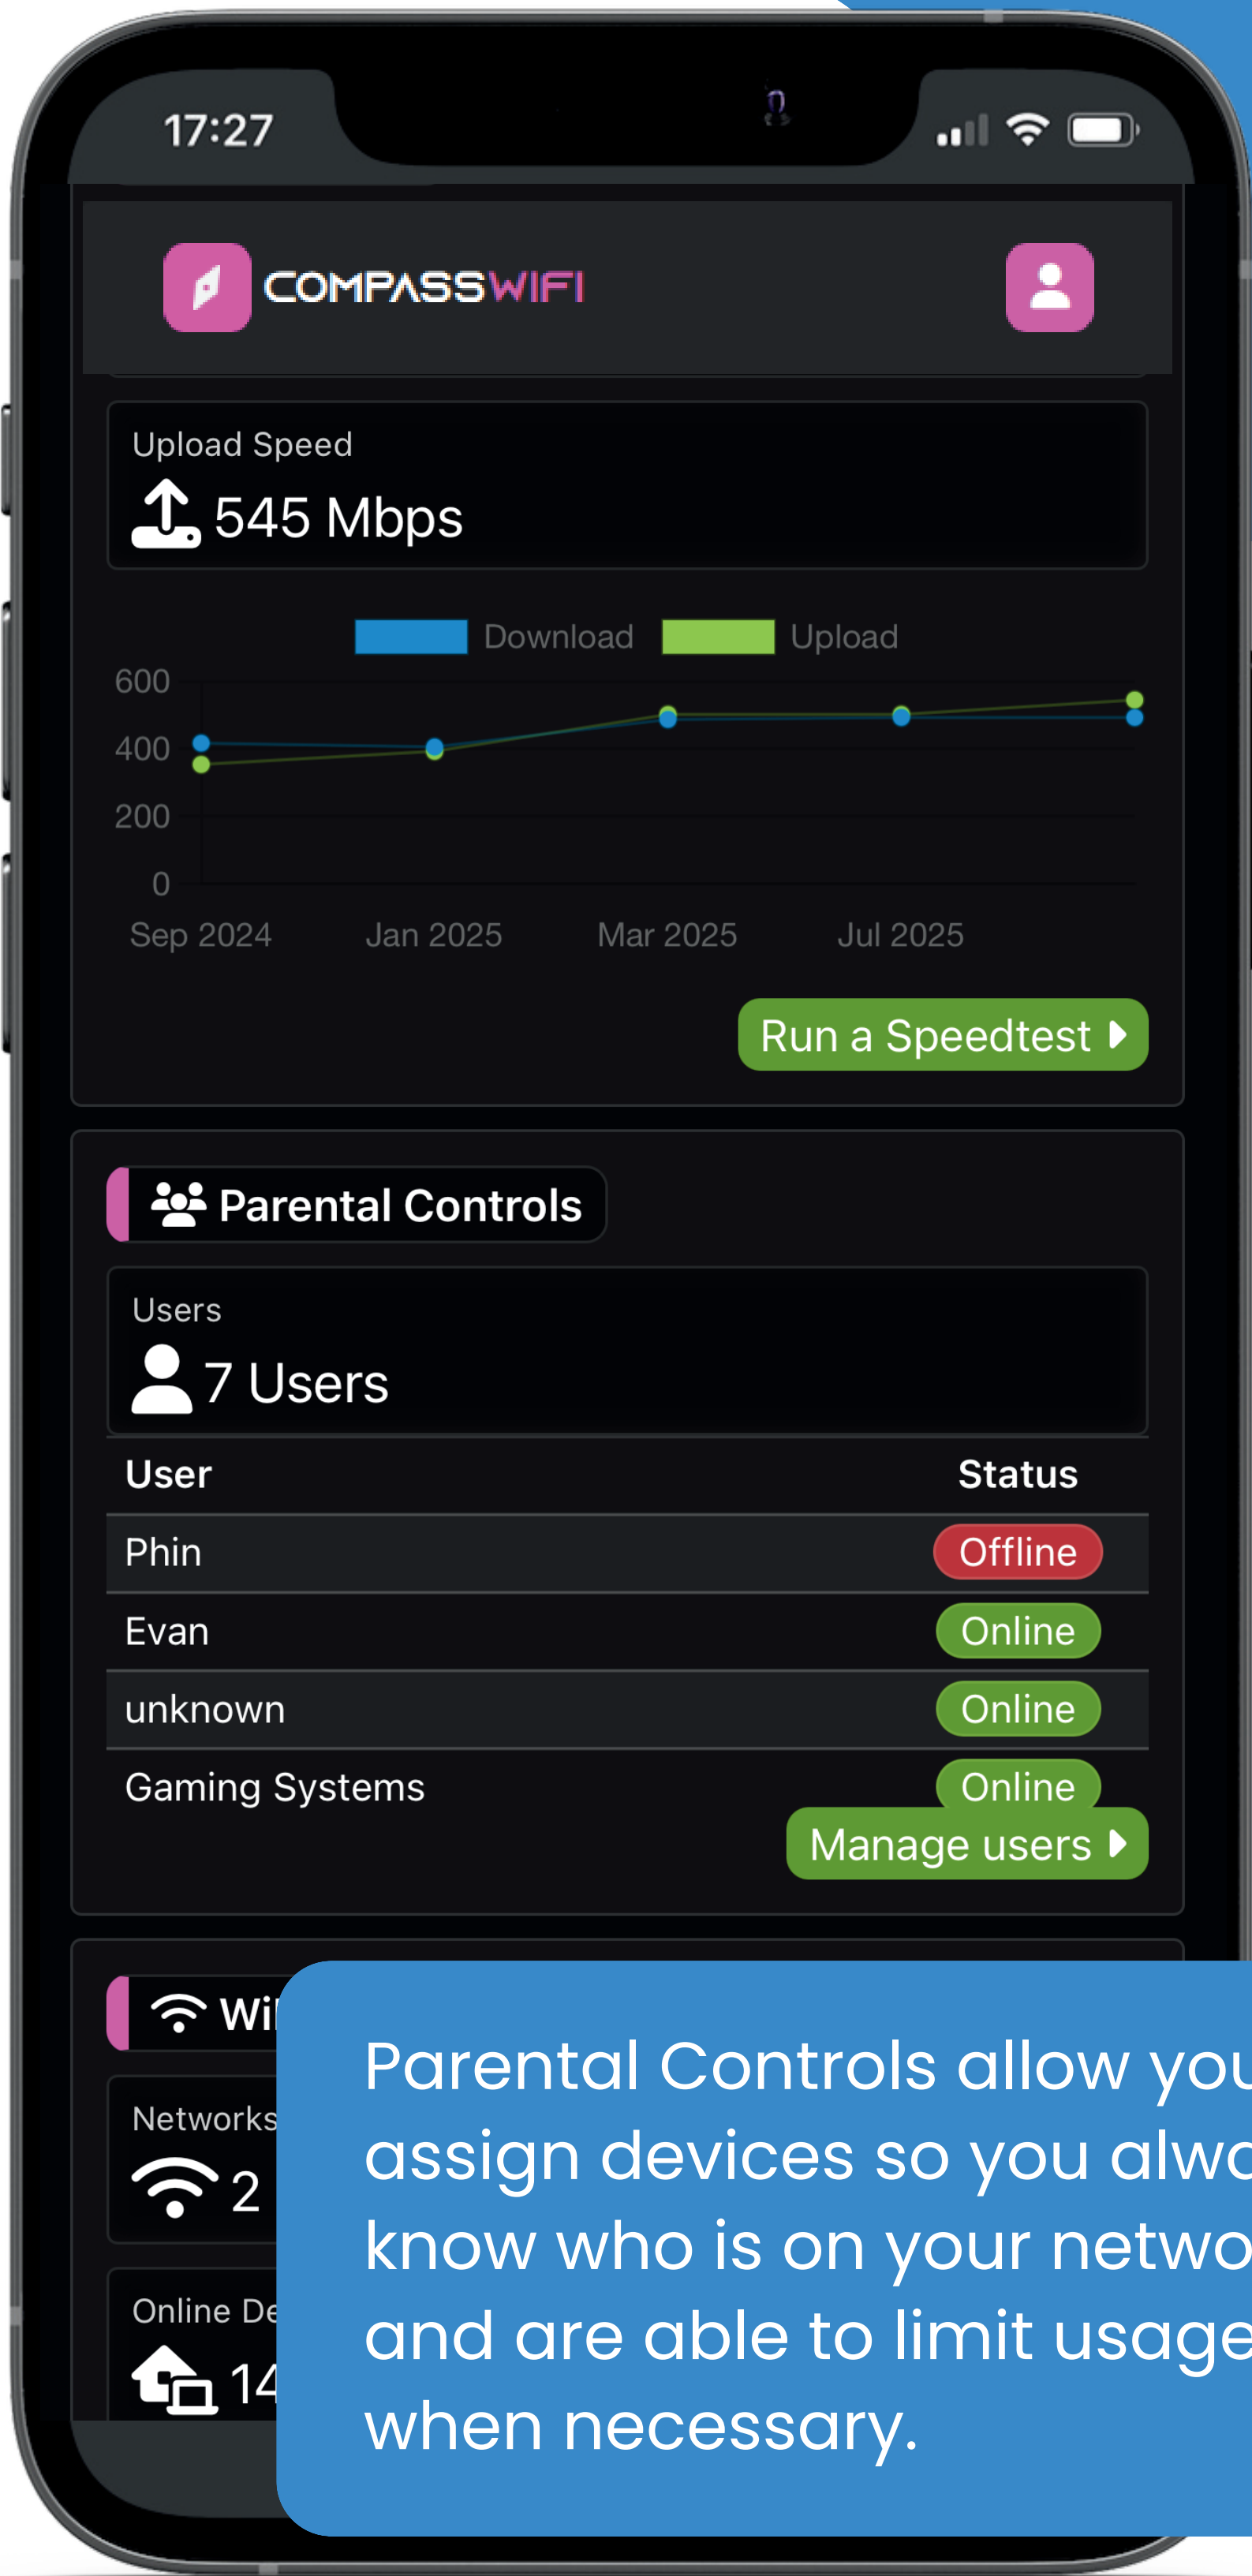 17:27
COMPASSWIFI
Upload Speed
545 Mbps
Download Upload
600
400
200
0
Sep 2024 Jan 2025 Mar 2025 Jul 2025
Run a Speedtest
Parental Controls
Users
7 Users
User Status
Phin Offline
Evan Online
unknown Online
Gaming Systems Online
Manage users
Networks
2
Online
Parental Controls allow
assign devices so you
know who is on your
and are able to limit usage
when necessary.